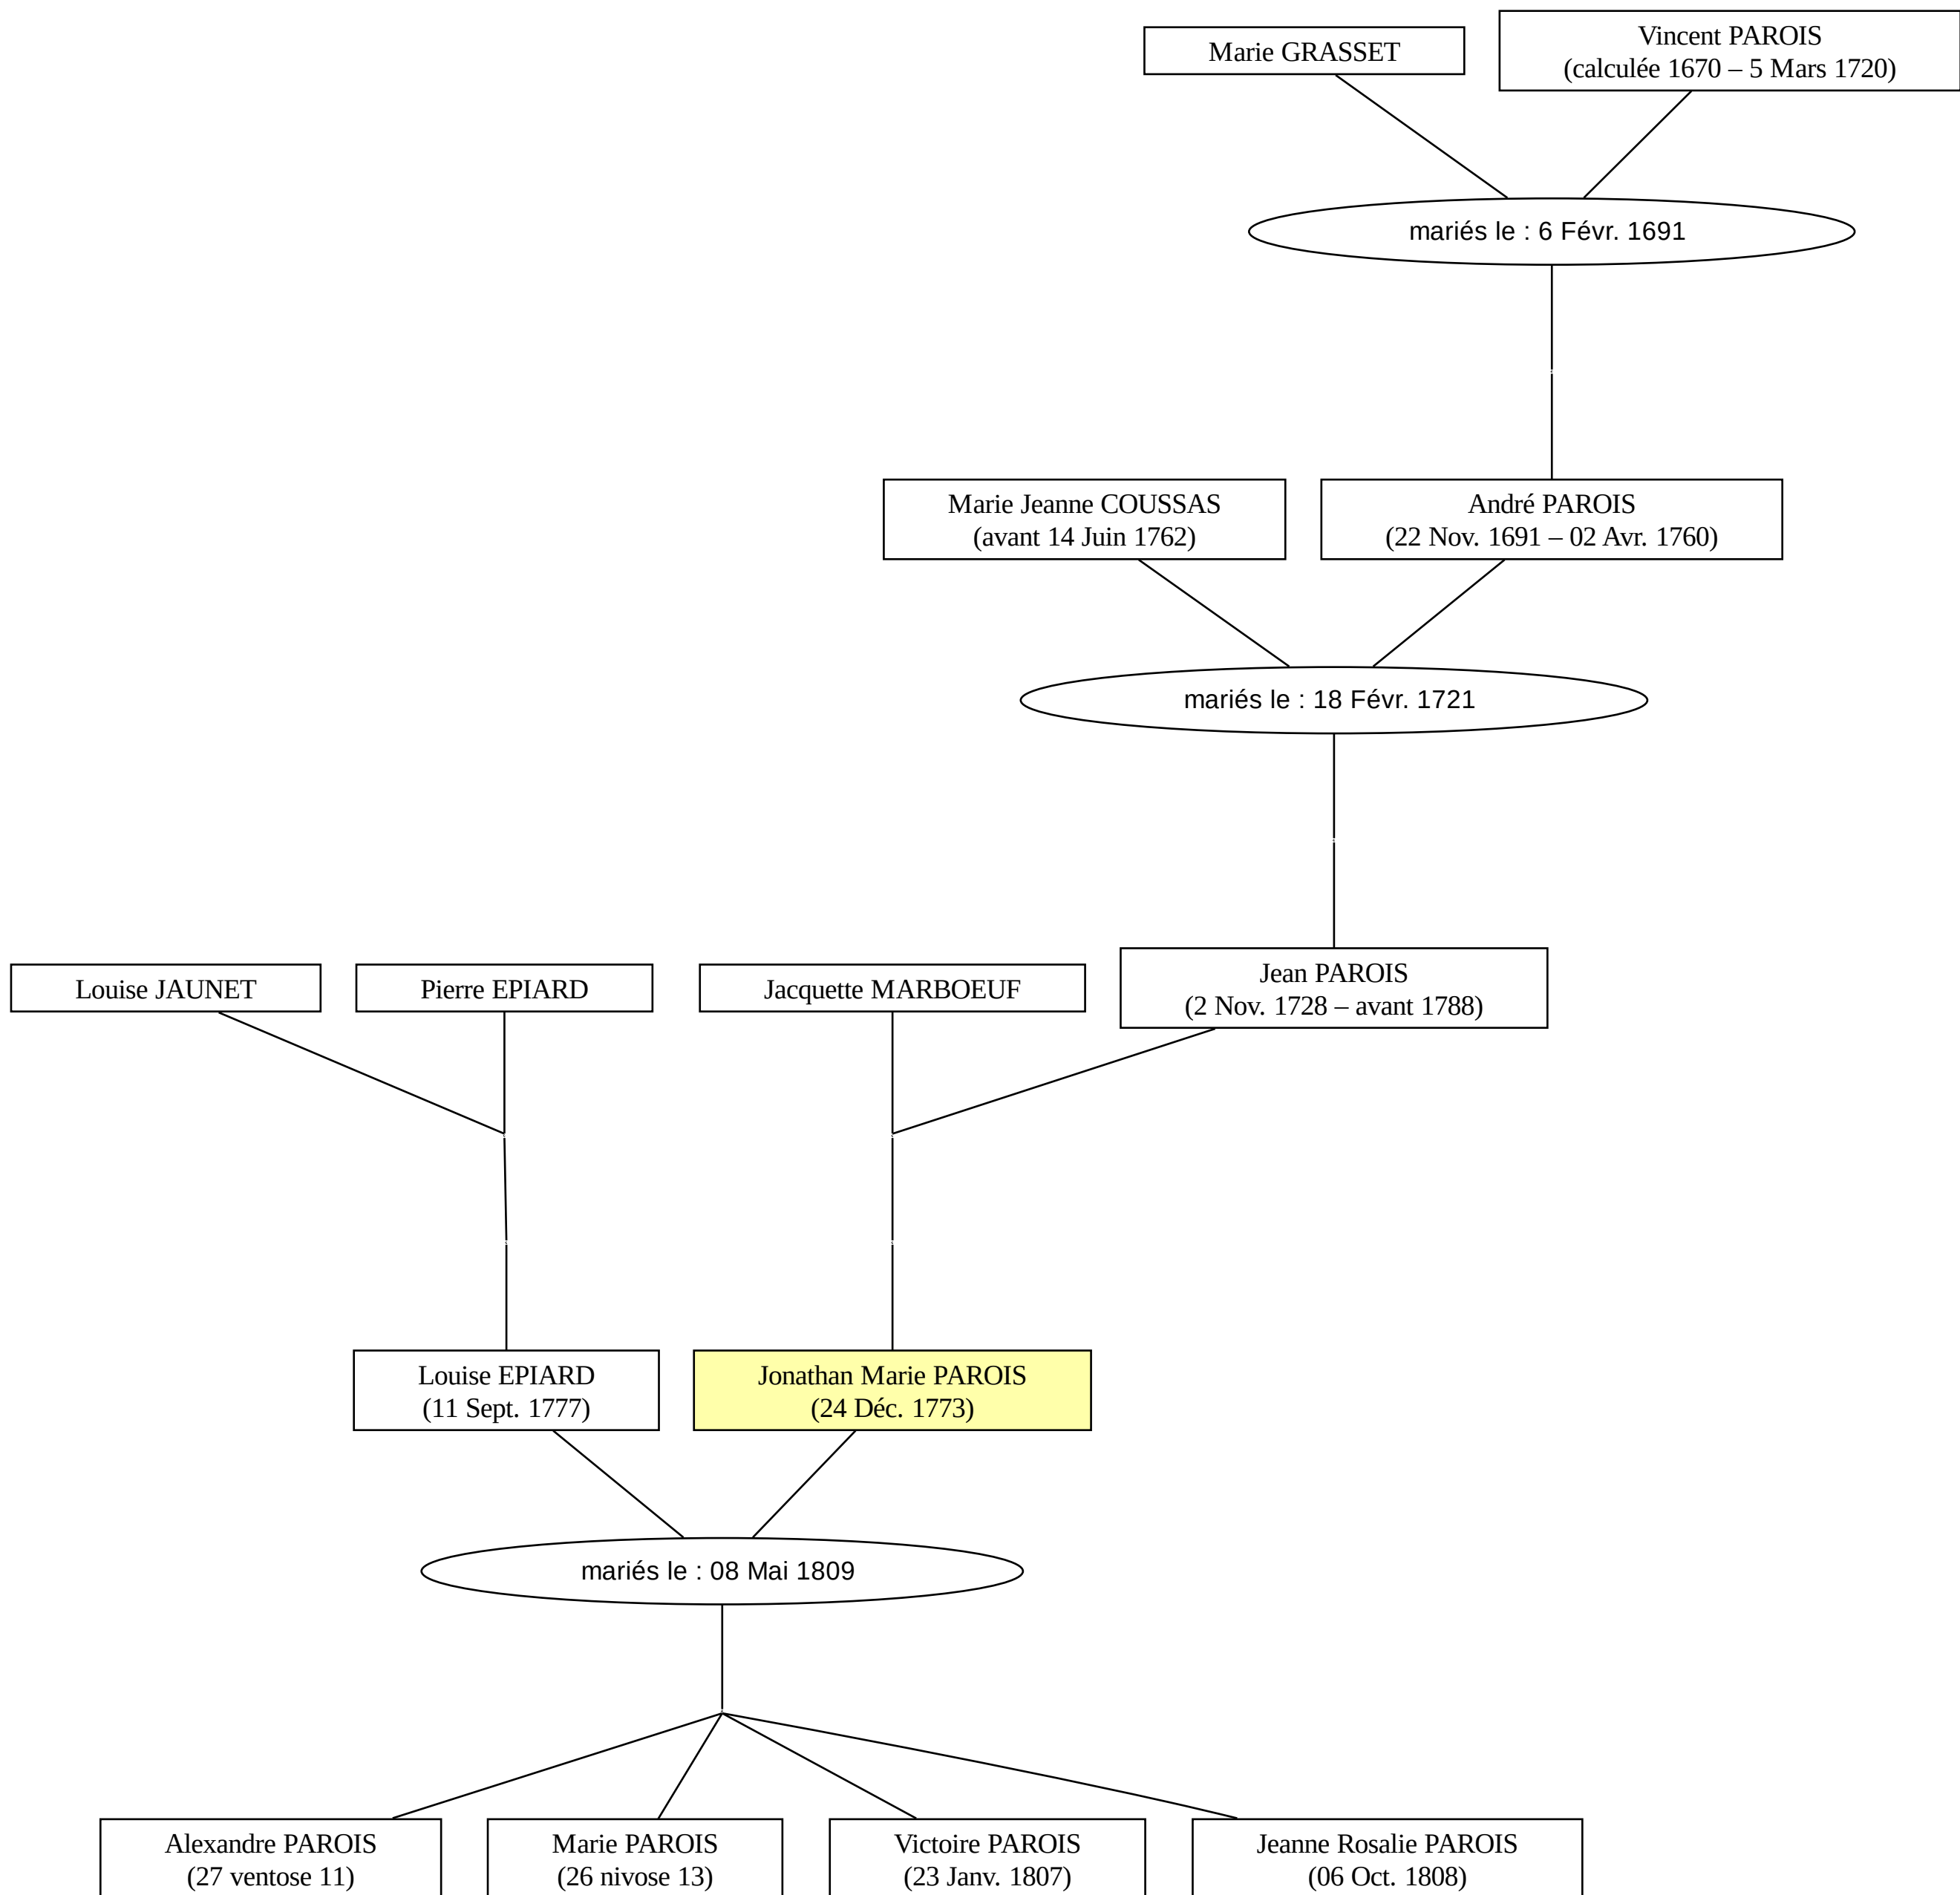 Marie GRASSET
Vincent PAROIS
(calculée 1670 – 5 Mars 1720)
mariés le : 6 Févr. 1691
Marie Jeanne COUSSAS
(avant 14 Juin 1762)
André PAROIS
(22 Nov. 1691 – 02 Avr. 1760)
mariés le : 18 Févr. 1721
Louise JAUNET
Pierre EPIARD
Jacquette MARBOEUF
Jean PAROIS
(2 Nov. 1728 – avant 1788)
Louise EPIARD
(11 Sept. 1777)
Jonathan Marie PAROIS
(24 Déc. 1773)
mariés le : 08 Mai 1809
Alexandre PAROIS
(27 ventose 11)
Marie PAROIS
(26 nivose 13)
Victoire PAROIS
(23 Janv. 1807)
Jeanne Rosalie PAROIS
(06 Oct. 1808)